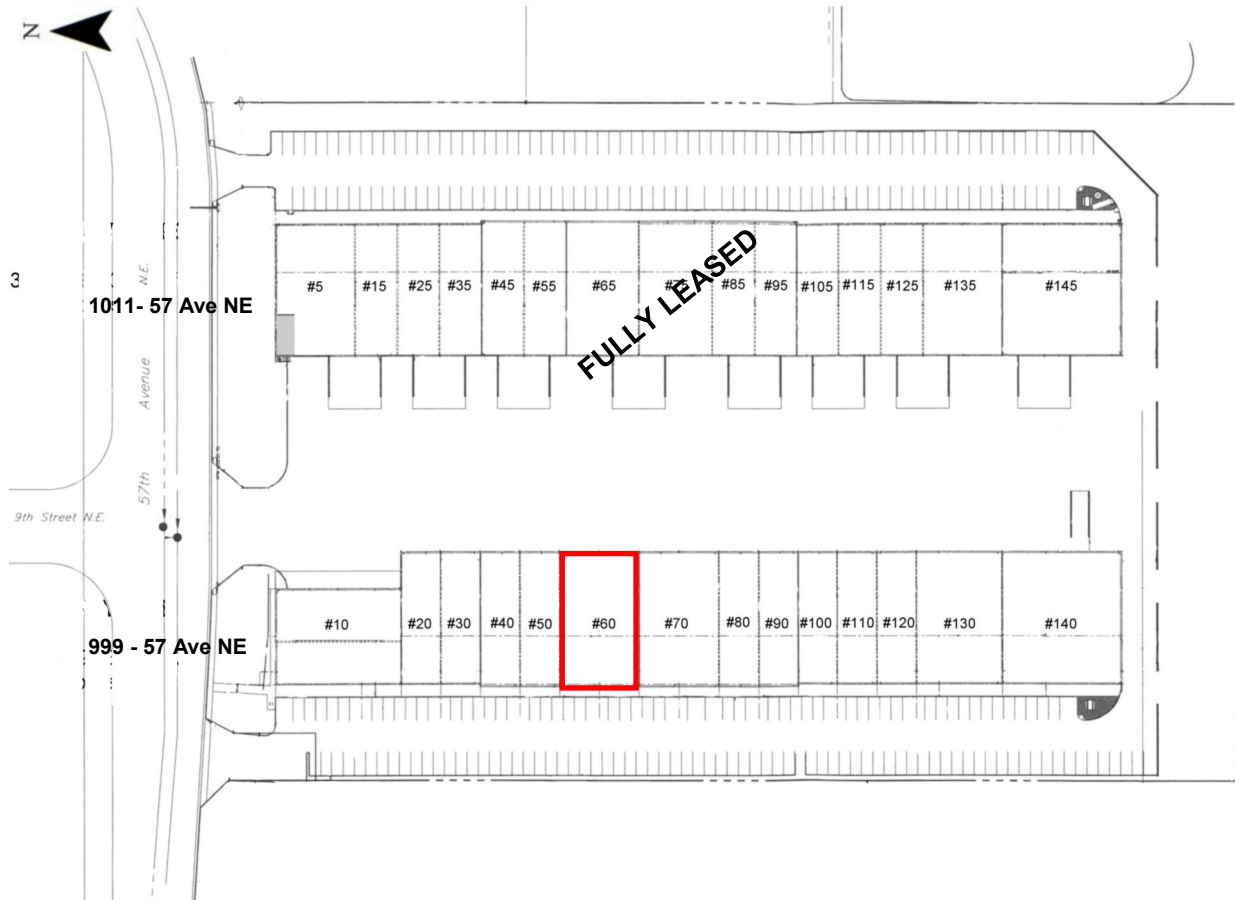 N
3
1011- 57 Ave NE
57th Avenue N.E.
9th Street N.E.
999 - 57 Ave NE
#5 #15 #25 #35 #45 #55 #65 #85 #95 #105 #115 #125 #135 #145
FULLY LEASED
#10 #20 #30 #40 #50 #60 #70 #80 #90 #100 #110 #120 #130 #140